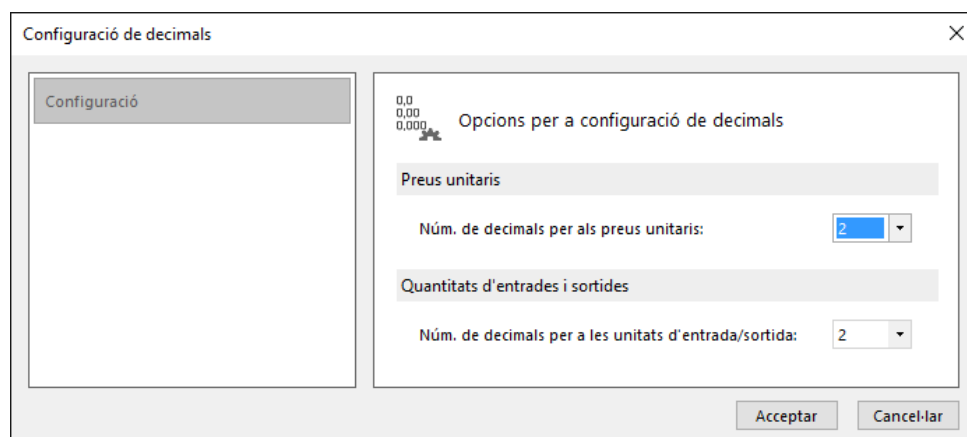 Configuració de decimals
Configuració
0,0
0,00
0,000
Opcions per a configuració de decimals
Preus unitaris
Núm. de decimals per als preus unitaris: 2
Quantitats d'entrades i sortides
Núm. de decimals per a les unitats d'entrada/sortida: 2
Acceptar Cancel·lar